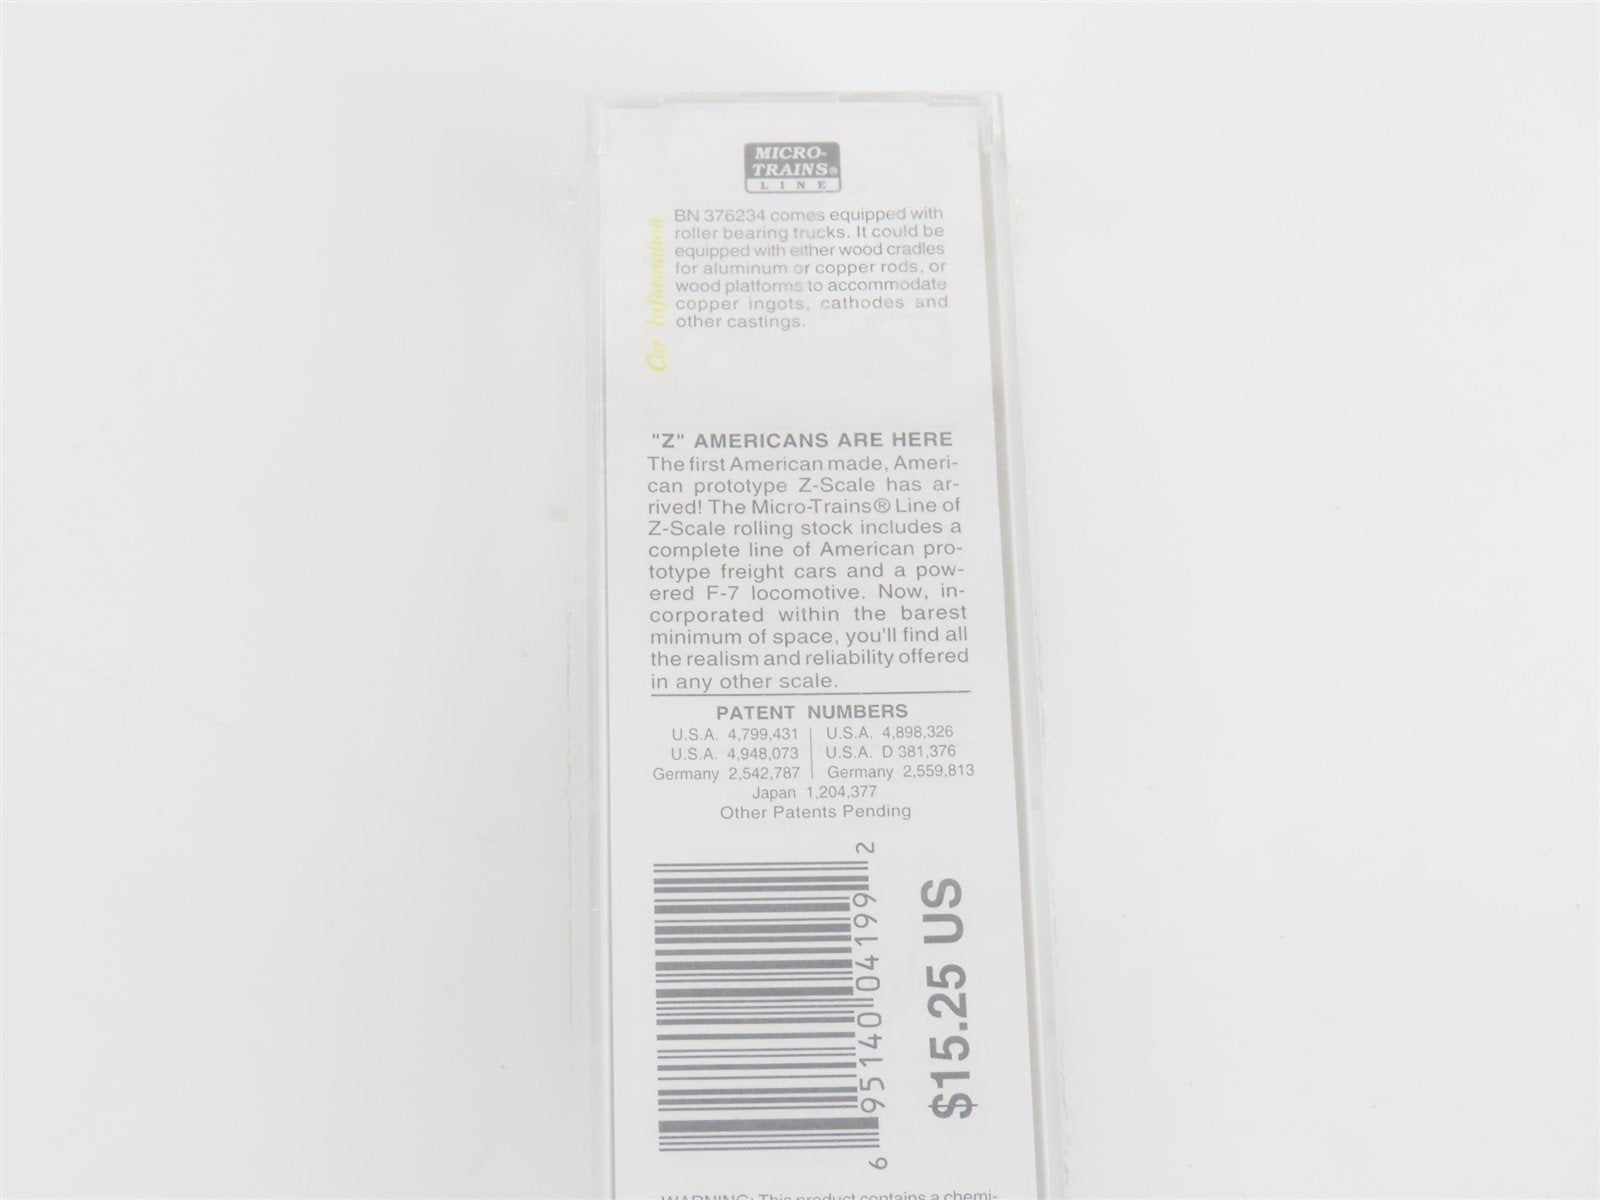 MICRO-
TRAINS®
LINE
Car Information
BN 376234 comes equipped with
roller bearing trucks. It could be
equipped with either wood cradles
for aluminum or copper rods, or
wood platforms to accommodate
copper ingots, cathodes and
other castings.
"Z" AMERICANS ARE HERE
The first American made, Ameri-
can prototype Z-Scale has ar-
rived! The Micro-Trains® Line of
Z-Scale rolling stock includes a
complete line of American pro-
totype freight cars and a pow-
ered F-7 locomotive. Now, in-
corporated within the barest
minimum of space, you'll find all
the realism and reliability offered
in any other scale.
PATENT NUMBERS
U.S.A. 4,799,431 | U.S.A. 4,898,326
U.S.A. 4,948,073 | U.S.A. D 381,376
Germany 2,542,787 | Germany 2,559,813
Japan 1,204,377
Other Patents Pending
6 95140 04199 2
$15.25 US
WARNING: This product contains a chemi-